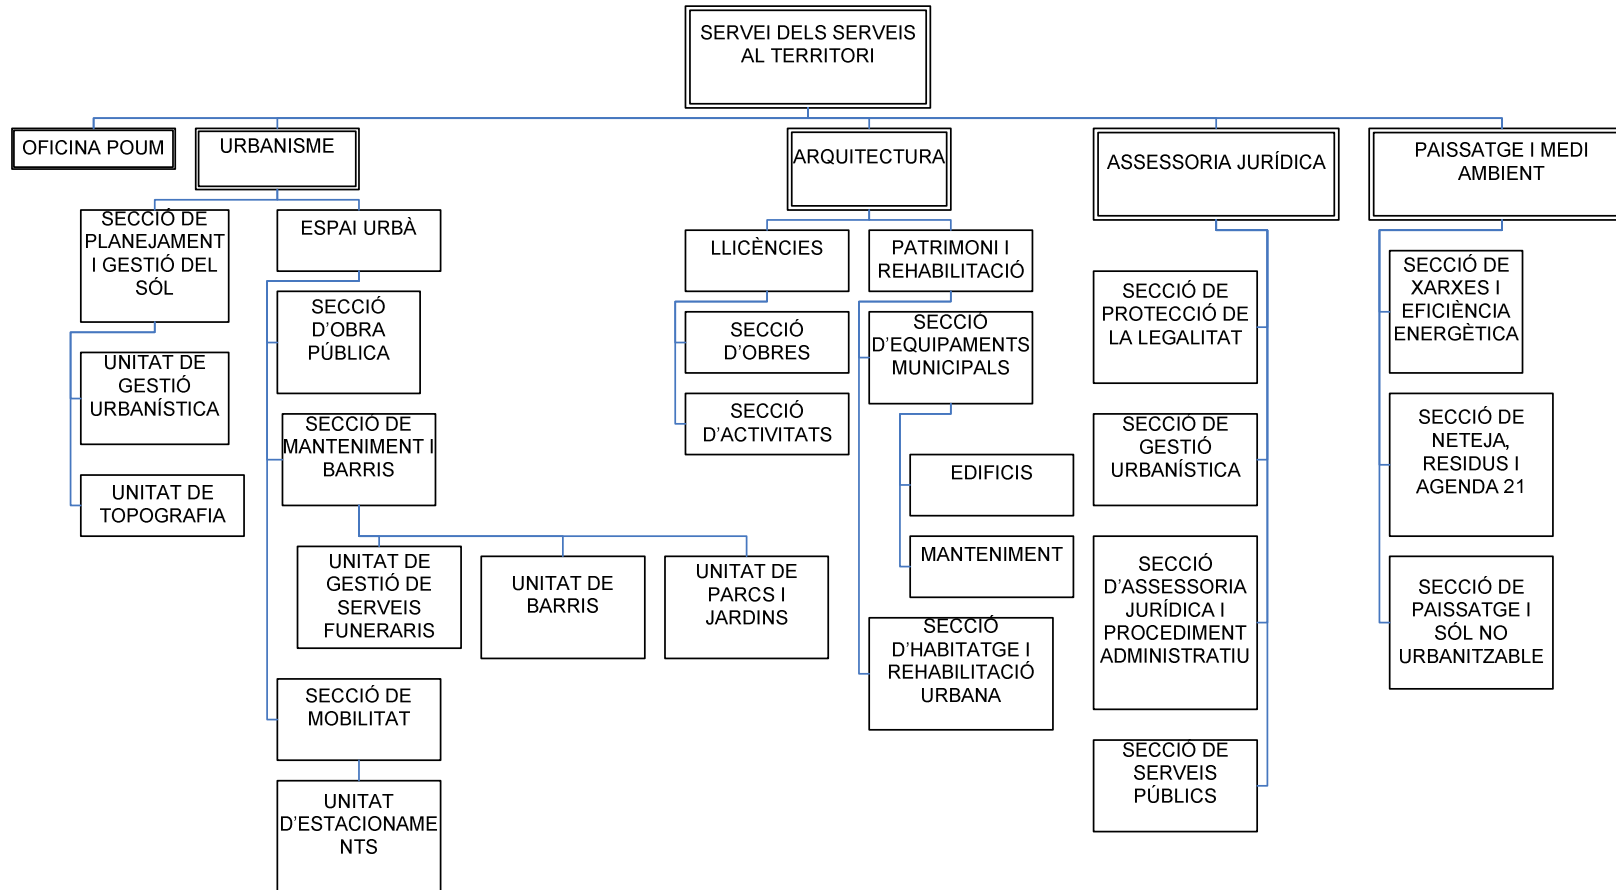 SERVEI DELS SERVEIS
AL TERRITORI
OFICINA POUM
URBANISME
ARQUITECTURA
ASSESSORIA JURÍDICA
PAISSATGE I MEDI
AMBIENT
SECCIÓ DE
PLANEJAMENT
I GESTIÓ DEL
SÓL
ESPAI URBÀ
LLICÈNCIES
PATRIMONI I
REHABILITACIÓ
SECCIÓ
D'OBRA
PÚBLICA
SECCIÓ
D'OBRES
SECCIÓ
D'EQUIPAMENTS
MUNICIPALS
SECCIÓ DE
PROTECCIÓ DE
LA LEGALITAT
SECCIÓ DE
XARXES I
EFICIÈNCIA
ENERGÈTICA
UNITAT DE
GESTIÓ
URBANÍSTICA
SECCIÓ DE
MANTENIMENT I
BARRIS
SECCIÓ
D'ACTIVITATS
SECCIÓ DE
GESTIÓ
URBANÍSTICA
SECCIÓ DE
NETEJA,
RESIDUS I
AGENDA 21
UNITAT DE
TOPOGRAFIA
EDIFICIS
MANTENIMENT
UNITAT DE
GESTIÓ DE
SERVEIS
FUNERARIS
UNITAT DE
BARRIS
UNITAT DE
PARCS I
JARDINS
SECCIÓ
D'ASSESSORIA
JURÍDICA I
PROCEDIMENT
ADMINISTRATIU
SECCIÓ DE
PAISSATGE I
SÓL NO
URBANITZABLE
SECCIÓ
D'HABITATGE I
REHABILITACIÓ
URBANA
SECCIÓ DE
MOBILITAT
SECCIÓ DE
SERVEIS
PÚBLICS
UNITAT
D'ESTACIONAME
NTS